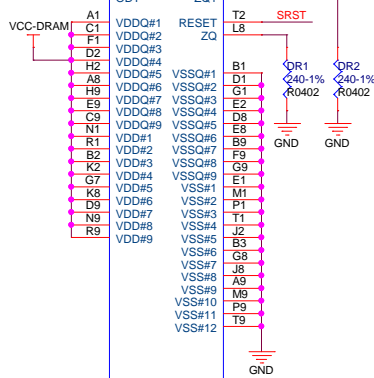 A1 VDDQ#1 RESET T2 SRST
VCC-DRAM C1 VDDQ#2 ZQ L8
F1 VDDQ#3
D2 VDDQ#4
H2 VDDQ#5 VSSQ#1 B1 DR1 DR2
A8 VDDQ#6 VSSQ#2 D1 240-1% 240-1%
H9 VDDQ#7 VSSQ#3 G1 R0402 R0402
E9 VDDQ#8 VSSQ#4 E2
C9 VDDQ#9 VSSQ#5 D8
N1 VDD#1 VSSQ#6 E8 GND GND
R1 VDD#2 VSSQ#7 B9
B2 VDD#3 VSSQ#8 F9
K2 VDD#4 VSSQ#9 G9
G7 VDD#5 VSS#1 E1
K8 VDD#6 VSS#2 M1
D9 VDD#7 VSS#3 P1
N9 VDD#8 VSS#4 T1
R9 VDD#9 VSS#5 J2
VSS#6 B3
VSS#7 G8
VSS#8 J8
VSS#9 A9
VSS#10 M9
VSS#11 P9
VSS#12 T9
GND